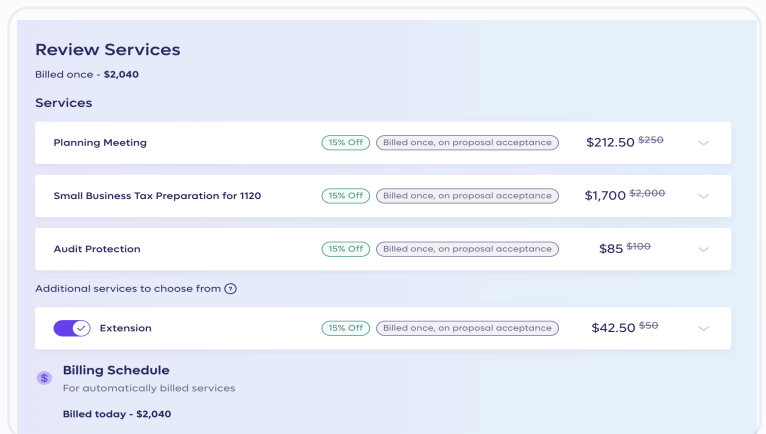 Review Services
Billed once - $2,040
Services
Planning Meeting 15% Off Billed once, on proposal acceptance $212.50 $250
Small Business Tax Preparation for 1120 15% Off Billed once, on proposal acceptance $1,700 $2,000
Audit Protection 15% Off Billed once, on proposal acceptance $85 $100
Additional services to choose from ?
Extension 15% Off Billed once, on proposal acceptance $42.50 $50
$ Billing Schedule
For automatically billed services
Billed today - $2,040